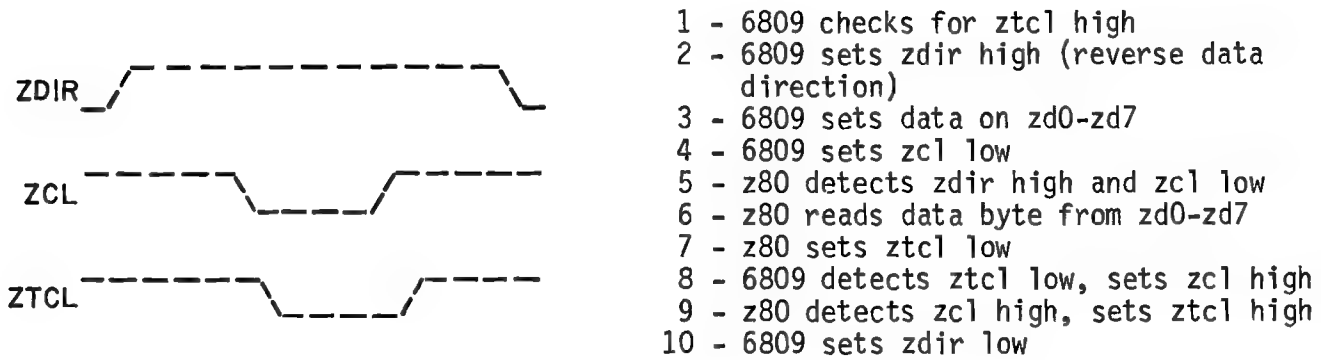 ZDIR
ZCL
ZTCL
1 - 6809 checks for ztcl high
2 - 6809 sets zdir high (reverse data
direction)
3 - 6809 sets data on zd0-zd7
4 - 6809 sets zcl low
5 - z80 detects zdir high and zcl low
6 - z80 reads data byte from zd0-zd7
7 - z80 sets ztcl low
8 - 6809 detects ztcl low, sets zcl high
9 - z80 detects zcl high, sets ztcl high
10 - 6809 sets zdir low